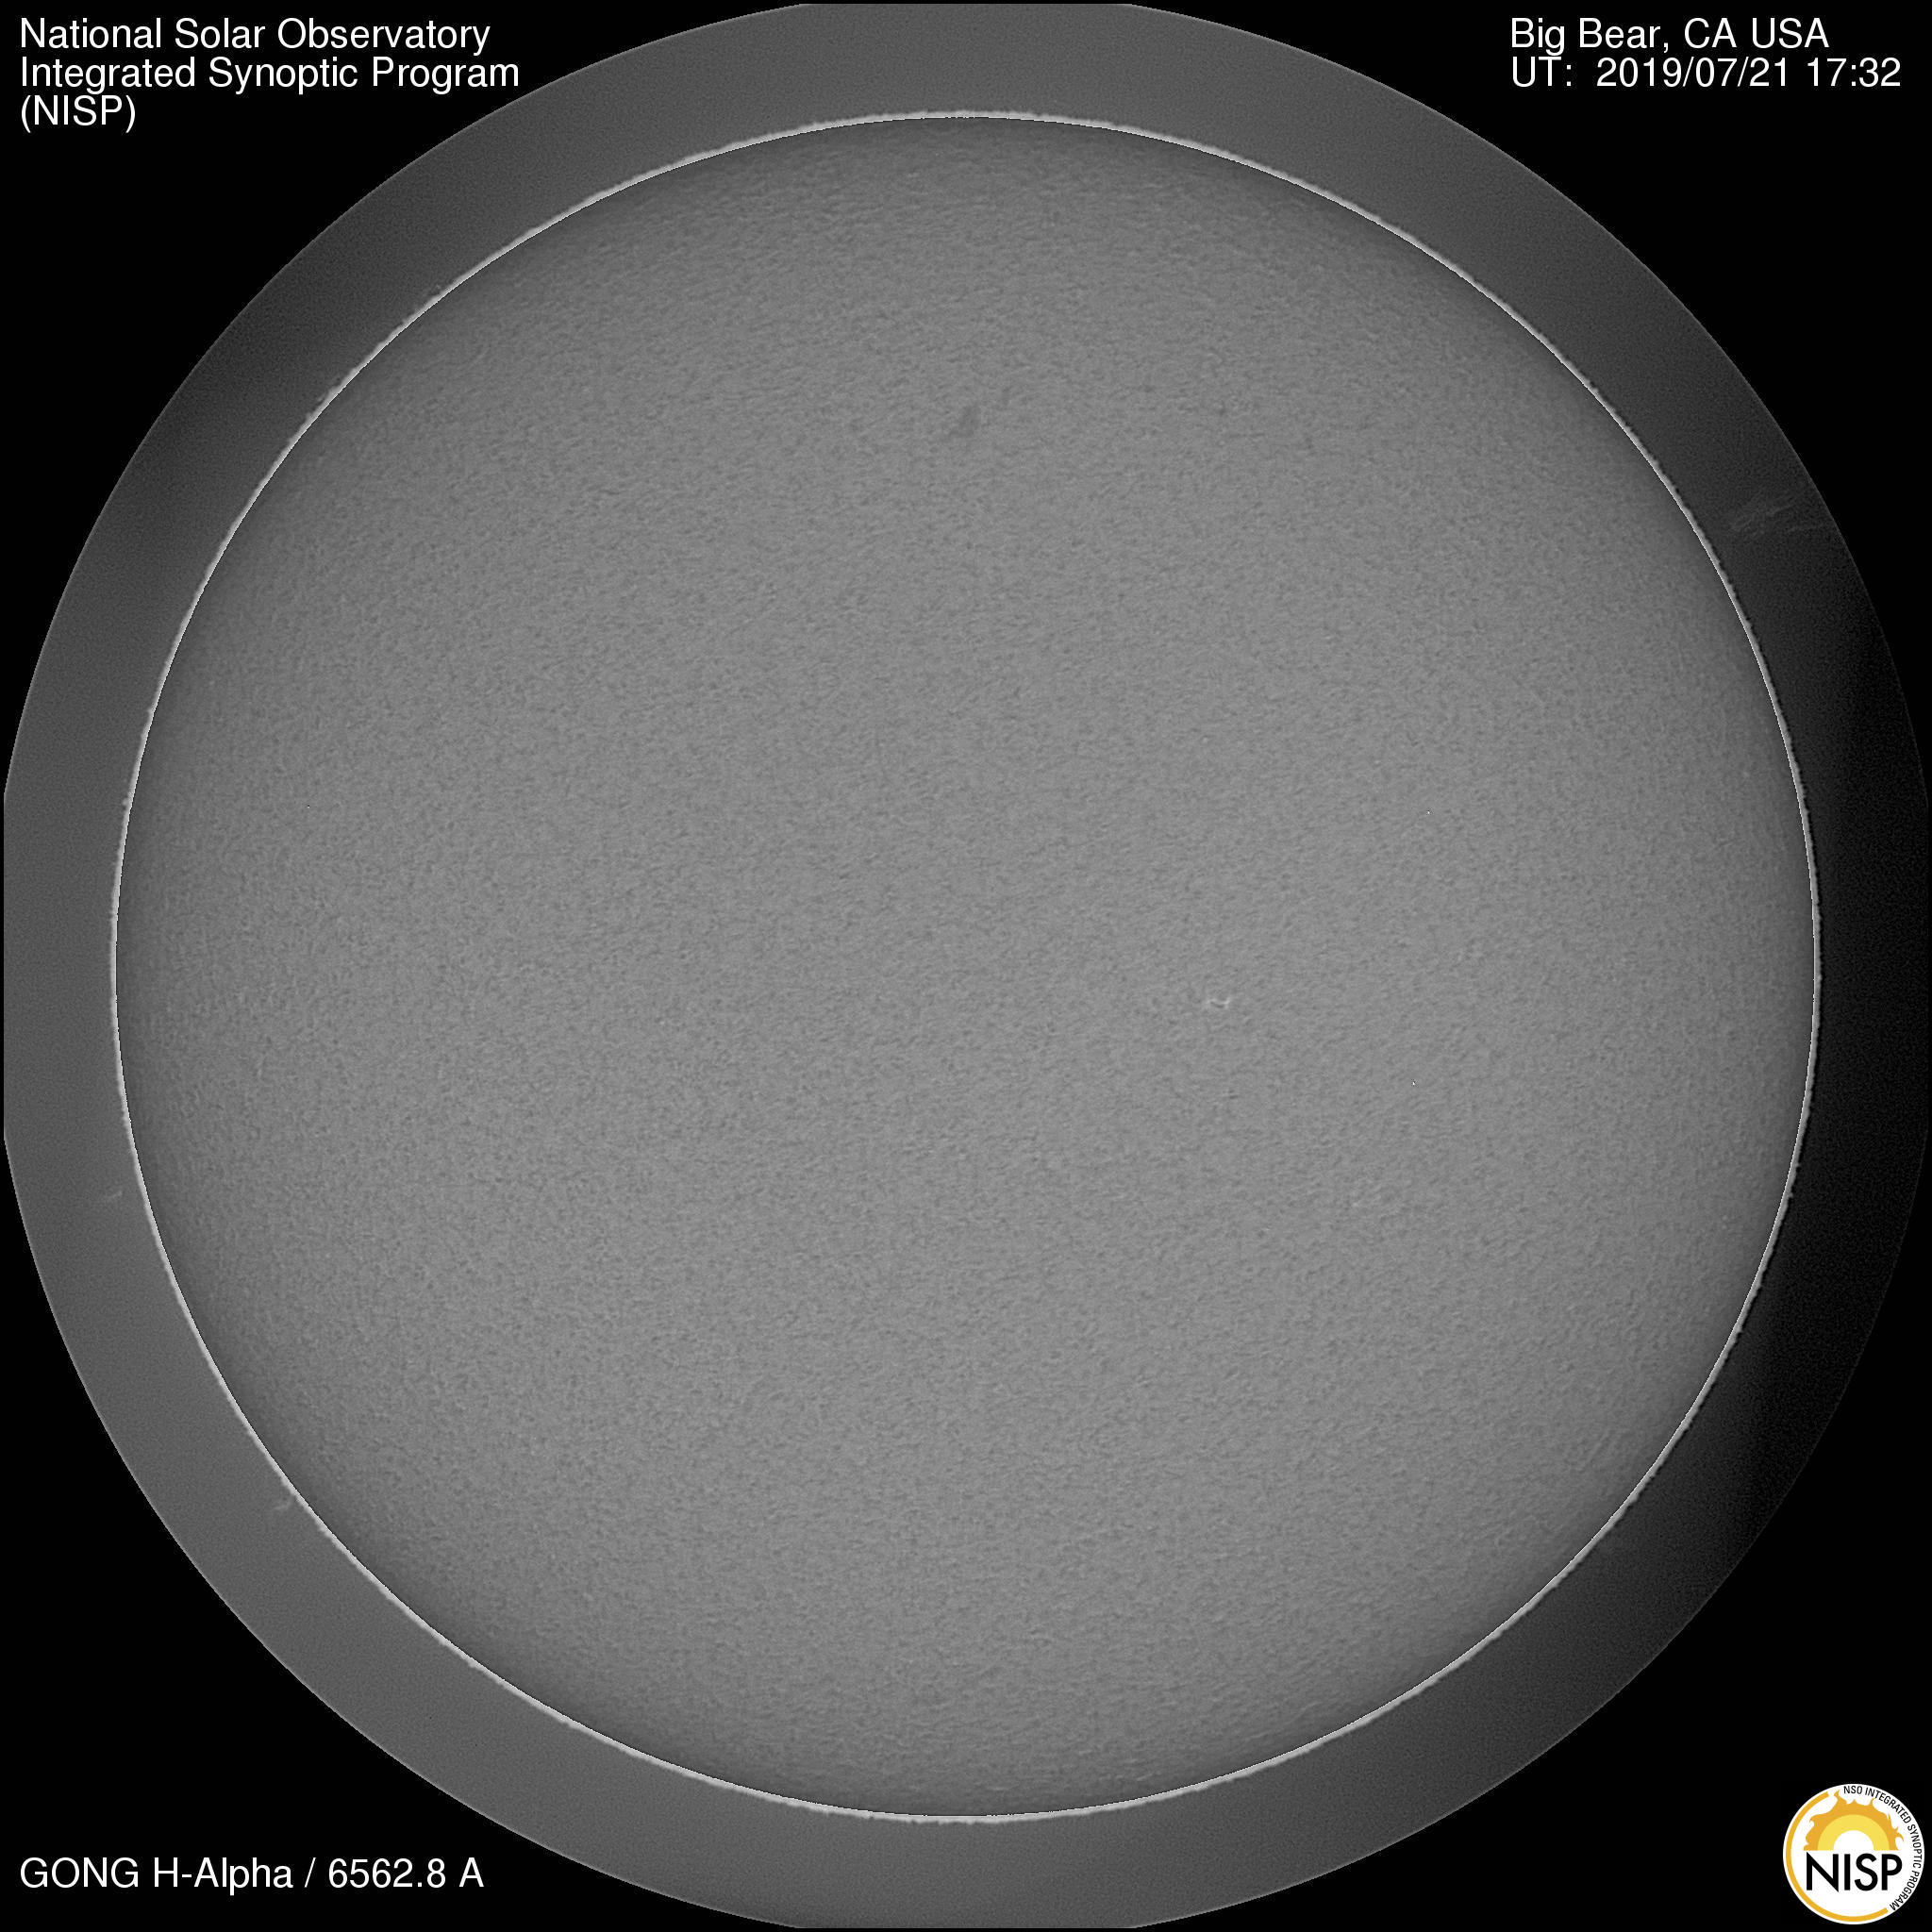 National Solar Observatory
Integrated Synoptic Program
(NISP)
Big Bear, CA USA
UT: 2019/07/21 17:32
GONG H-Alpha / 6562.8 A
NSO INTEGRATED SYNOPTIC PROGRAM
NISP